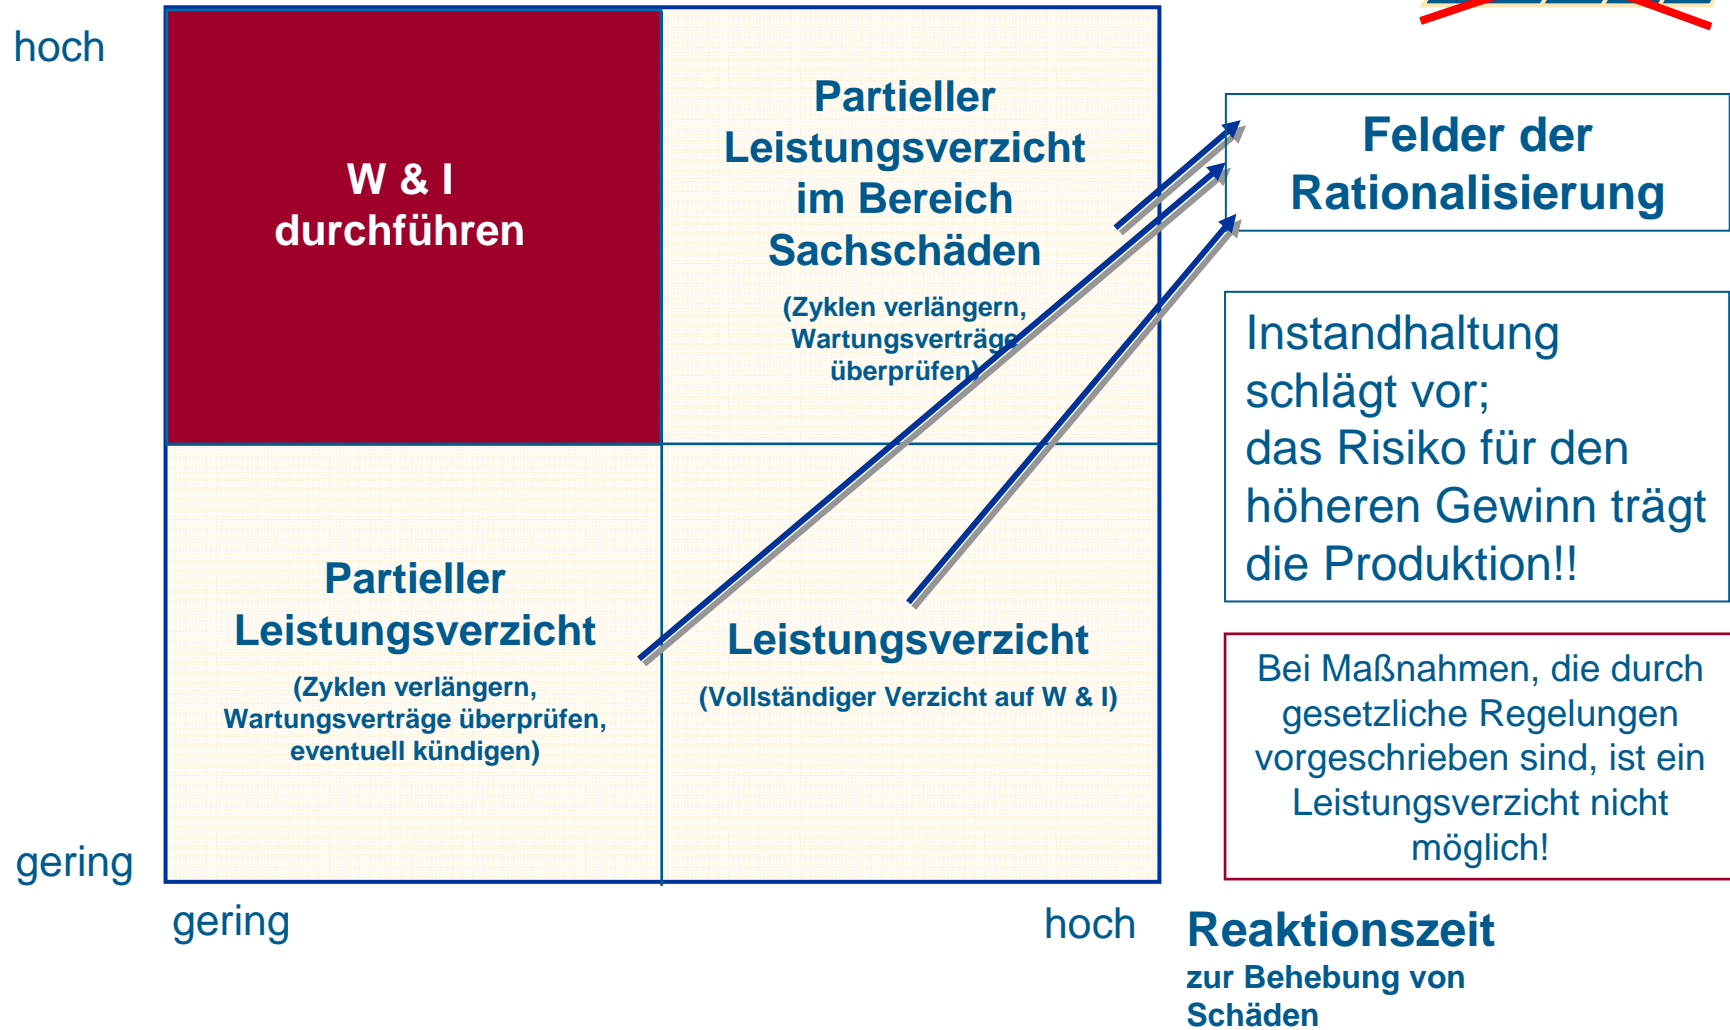 hoch
W & I
durchführen
Partieller
Leistungsverzicht
im Bereich
Sachschäden
(Zyklen verlängern,
Wartungsverträge
überprüfen)
Felder der
Rationalisierung
Instandhaltung
schlägt vor;
das Risiko für den
höheren Gewinn trägt
die Produktion!!
Partieller
Leistungsverzicht
(Zyklen verlängern,
Wartungsverträge überprüfen,
eventuell kündigen)
Leistungsverzicht
(Vollständiger Verzicht auf W & I)
Bei Maßnahmen, die durch
gesetzliche Regelungen
vorgeschrieben sind, ist ein
Leistungsverzicht nicht
möglich!
gering
gering
hoch
Reaktionszeit
zur Behebung von
Schäden